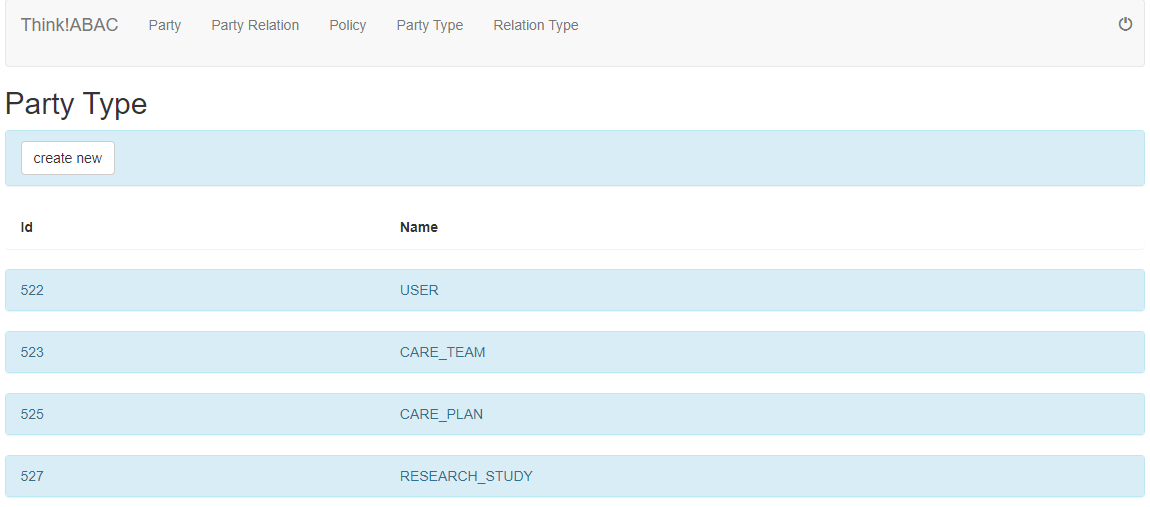 Think!ABAC Party Party Relation Policy Party Type Relation Type
Party Type
create new
Id Name
522 USER
523 CARE_TEAM
525 CARE_PLAN
527 RESEARCH_STUDY